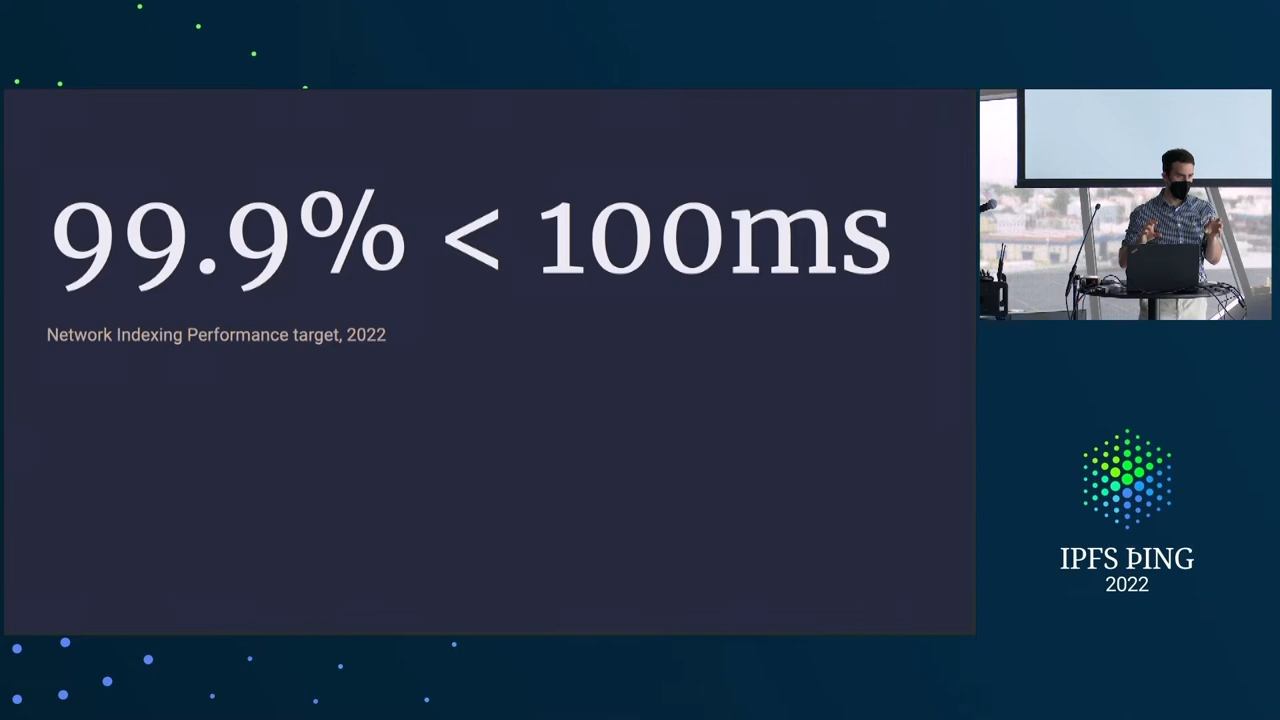 99.9% < 100ms
Network Indexing Performance target, 2022
IPFS ÞING
2022